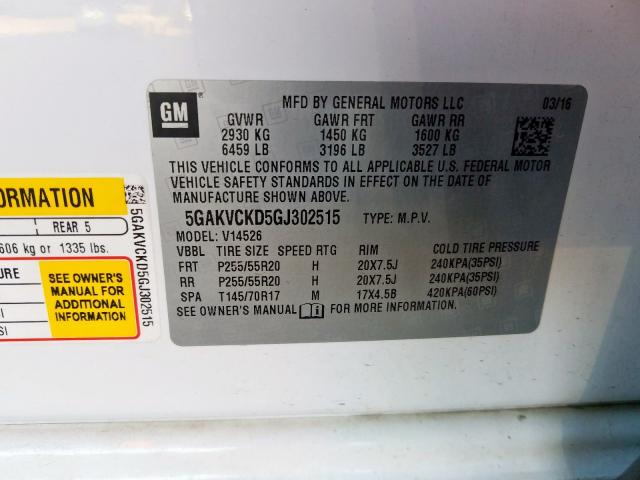 GM
MFD BY GENERAL MOTORS LLC 03/16
GVWR GAWR FRT GAWR RR
2930 KG 1450 KG 1600 KG
6459 LB 3196 LB 3527 LB
THIS VEHICLE CONFORMS TO ALL APPLICABLE U.S. FEDERAL MOTOR
VEHICLE SAFETY STANDARDS IN EFFECT ON THE DATE OF
MANUFACTURE SHOWN ABOVE.
5GAKVCKD5GJ302515 TYPE: M.P.V.
MODEL: V14526
VBBL TIRE SIZE SPEED RTG RIM COLD TIRE PRESSURE
FRT P255/55R20 H 20X7.5J 240KPA(35PSI)
RR P255/55R20 H 20X7.5J 240KPA(35PSI)
SPA T145/70R17 M 17X4.5B 420KPA(60PSI)
SEE OWNER'S MANUAL FOR MORE INFORMATION
ORMATION
REAR 5
606 kg or 1335 lbs.
URE
SEE OWNER'S
MANUAL FOR
ADDITIONAL
INFORMATION
SI
5GAKVCKD5GJ302515